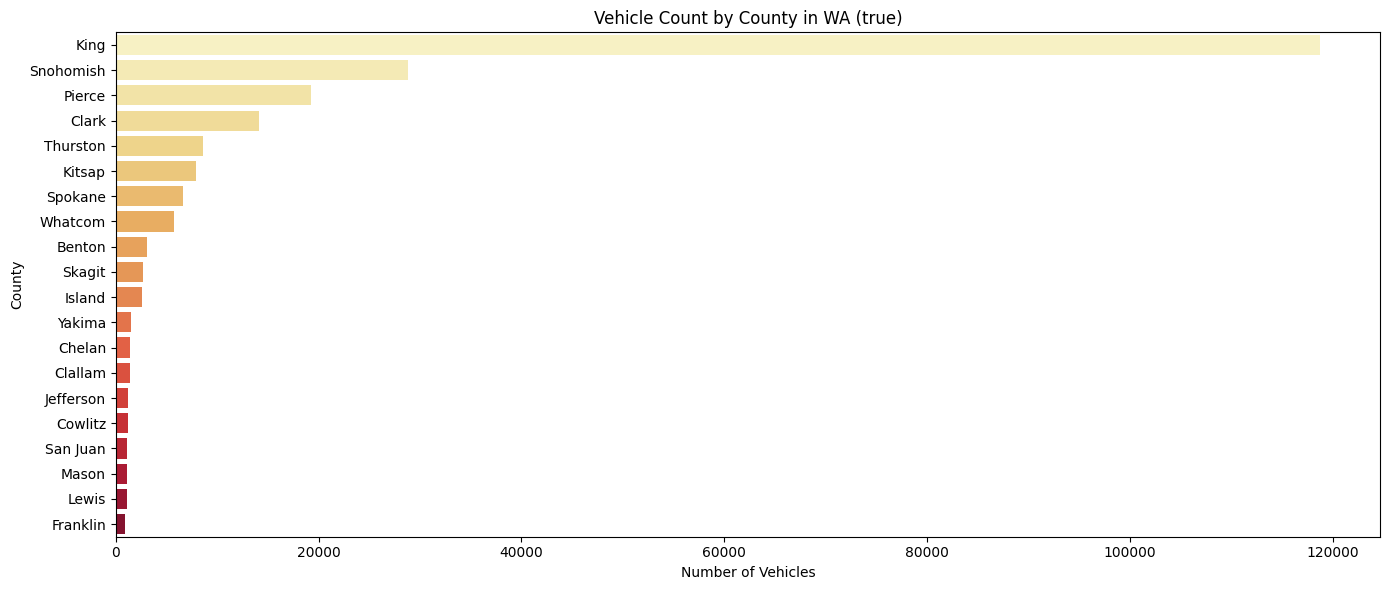 Vehicle Count by County in WA (true)
King
Snohomish
Pierce
Clark
Thurston
Kitsap
Spokane
Whatcom
Benton
Skagit
Island
Yakima
Chelan
Clallam
Jefferson
Cowlitz
San Juan
Mason
Lewis
Franklin
County
0 20000 40000 60000 80000 100000 120000
Number of Vehicles